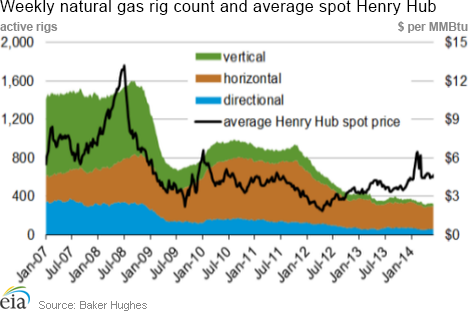 Weekly natural gas rig count and average spot Henry Hub
active rigs $ per MMBtu
2,000 $15
1,600 $12
1,200 $9
800 $6
400 $3
0 $0
vertical
horizontal
directional
average Henry Hub spot price
Jan-07 Jul-07 Jan-08 Jul-08 Jan-09 Jul-09 Jan-10 Jul-10 Jan-11 Jul-11 Jan-12 Jul-12 Jan-13 Jul-13 Jan-14
eia Source: Baker Hughes